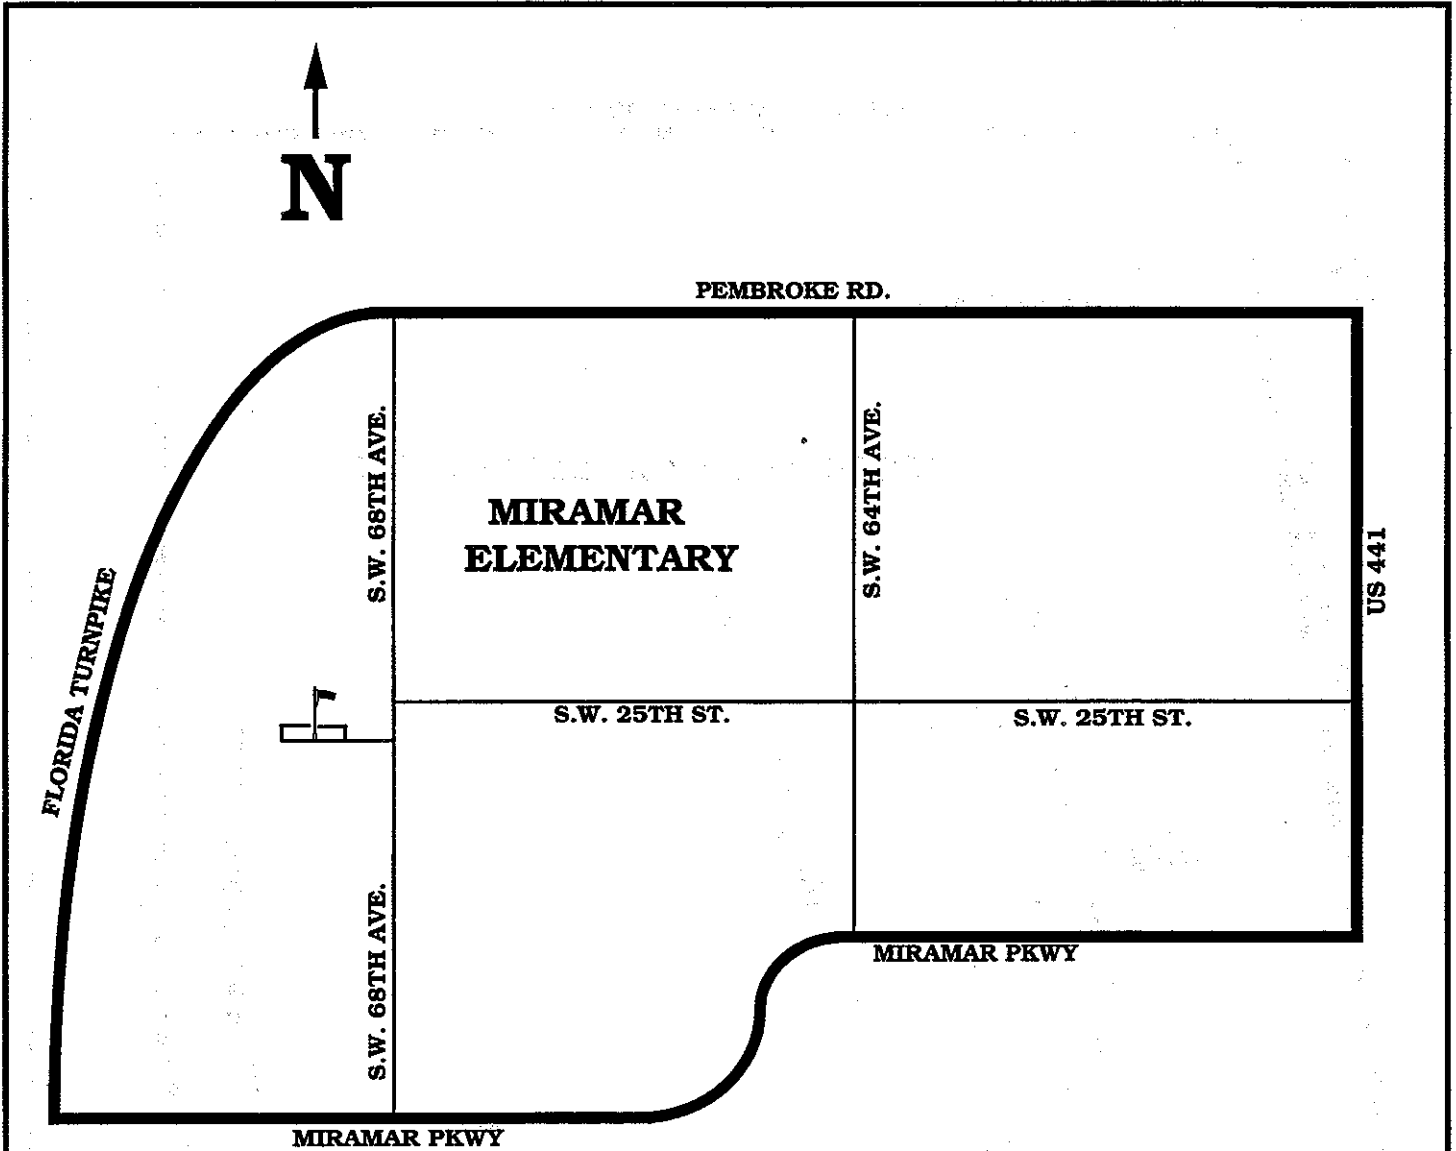 N
PEMBROKE RD.
S.W. 68TH AVE.
S.W. 64TH AVE.
MIRAMAR
ELEMENTARY
US 441
FLORIDA TURNPIKE
S.W. 25TH ST.
S.W. 25TH ST.
S.W. 68TH AVE.
MIRAMAR PKWY
MIRAMAR PKWY